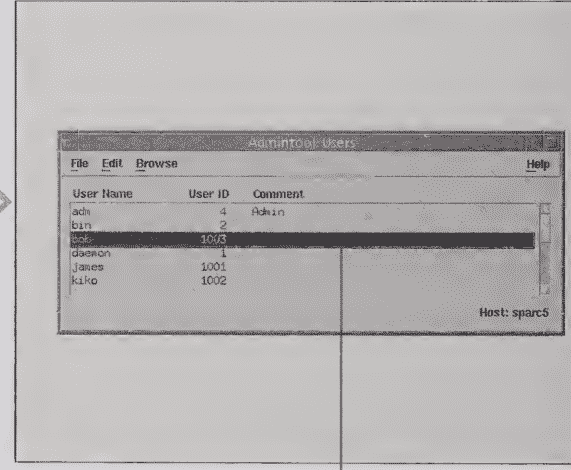 Admintool: Users
File Edit Browse Help
User Name User ID Comment
adm 4 Admin
bin 2
bob 1003
daemon 1
james 1001
kiko 1002
Host: sparc5